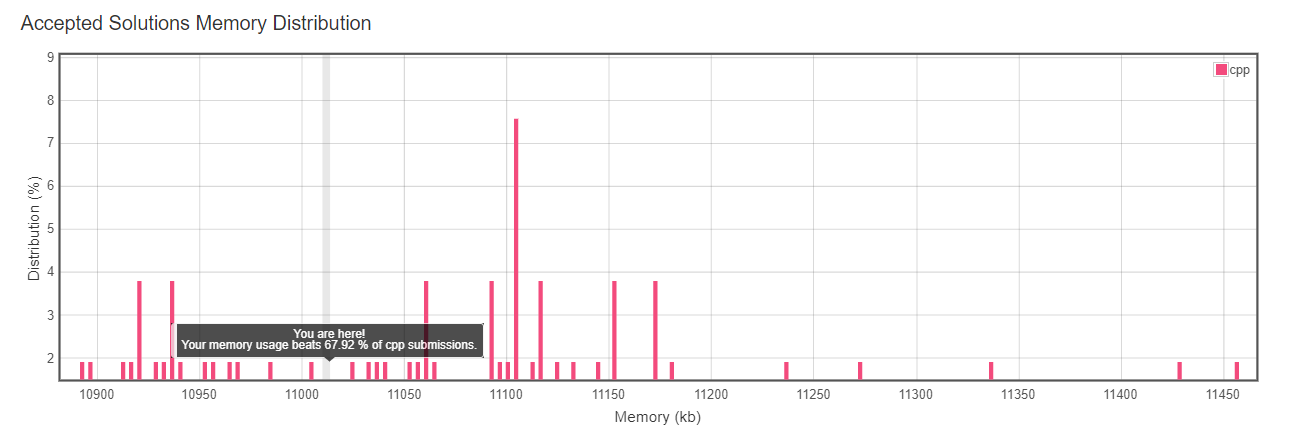 Accepted Solutions Memory Distribution
9
cpp
8
7
6
5
4
3
2
Distribution (%)
You are here!
Your memory usage beats 67.92 % of cpp submissions.
10900 10950 11000 11050 11100 11150 11200 11250 11300 11350 11400 11450
Memory (kb)